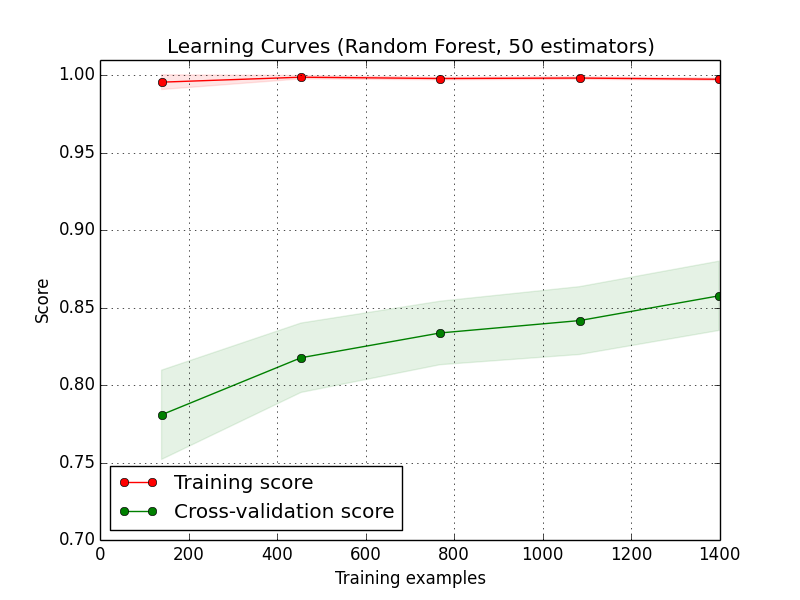 Learning Curves (Random Forest, 50 estimators)
1.00
0.95
0.90
0.85
0.80
0.75
0.70
Score
Training score
Cross-validation score
0 200 400 600 800 1000 1200 1400
Training examples